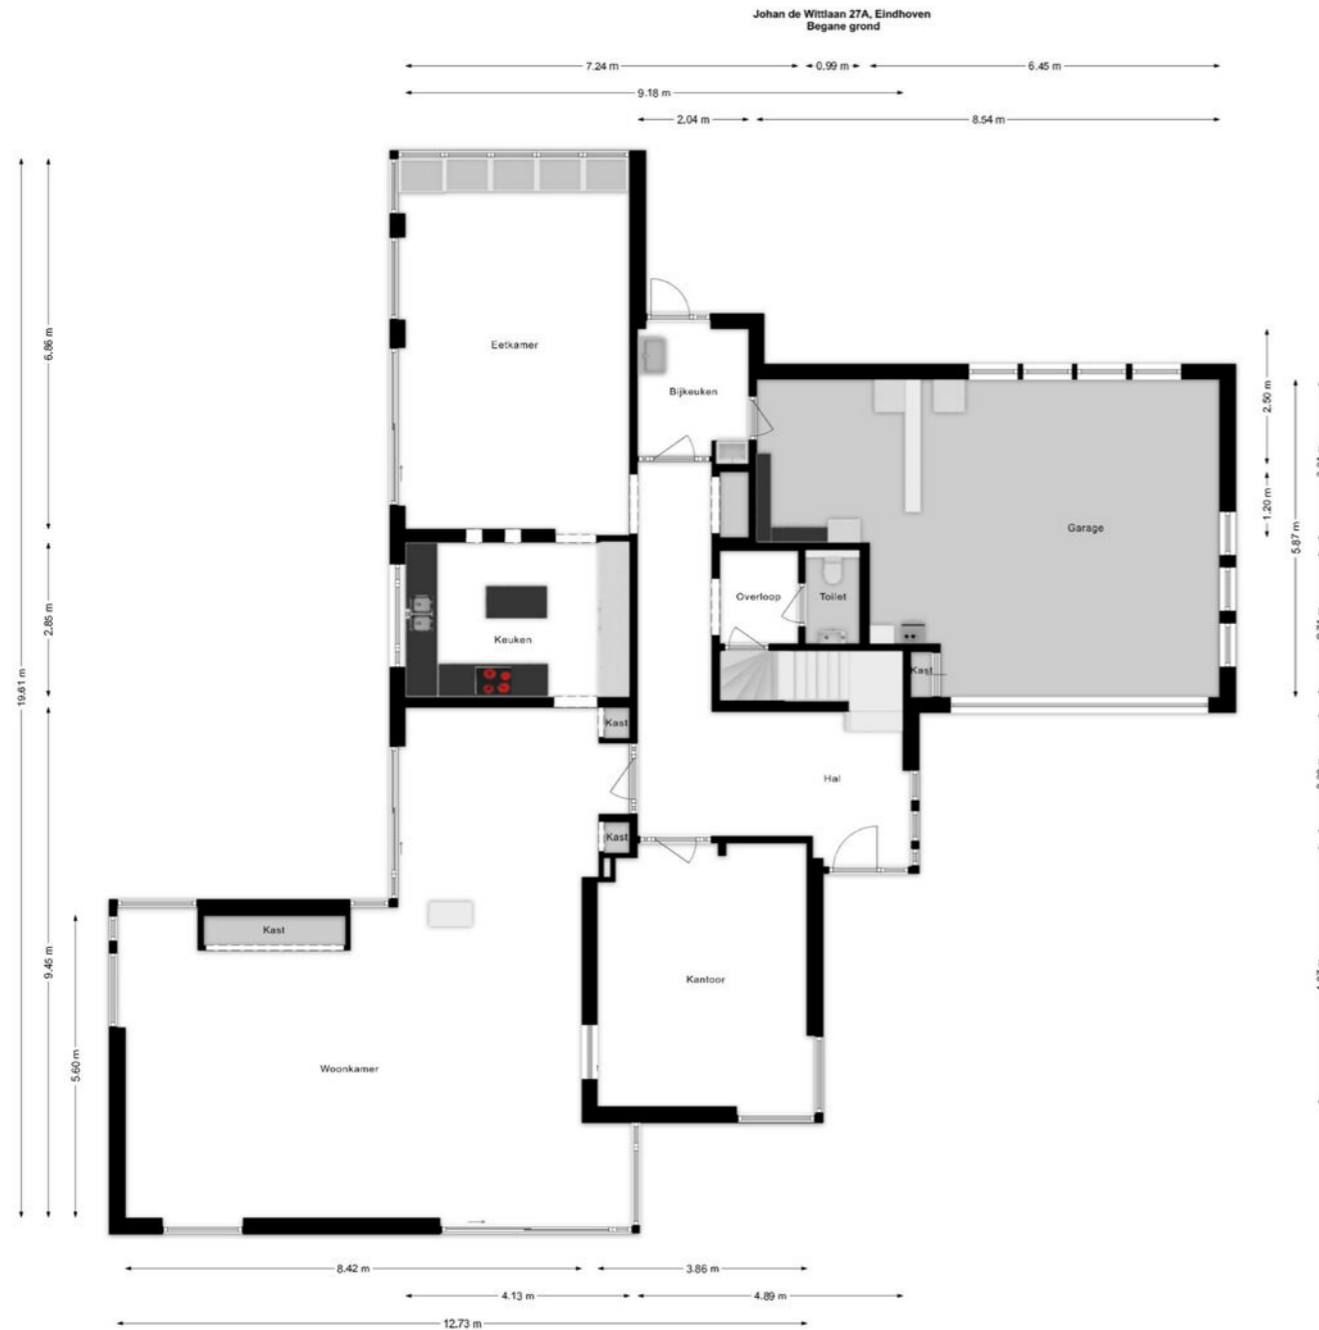 Johan de Wittlaan 27A, Eindhoven
Begane grond
7.24 m
0.99 m
6.45 m
9.18 m
2.04 m
8.54 m
6.86 m
Eetkamer
Bijkeuken
2.50 m
1.20 m
5.87 m
Garage
Overloop
Toilet
Keuken
2.85 m
19.61 m
Kast
Kast
Hal
Kast
Kast
Kantoor
9.45 m
Woonkamer
5.60 m
8.42 m
3.86 m
4.13 m
4.89 m
12.73 m